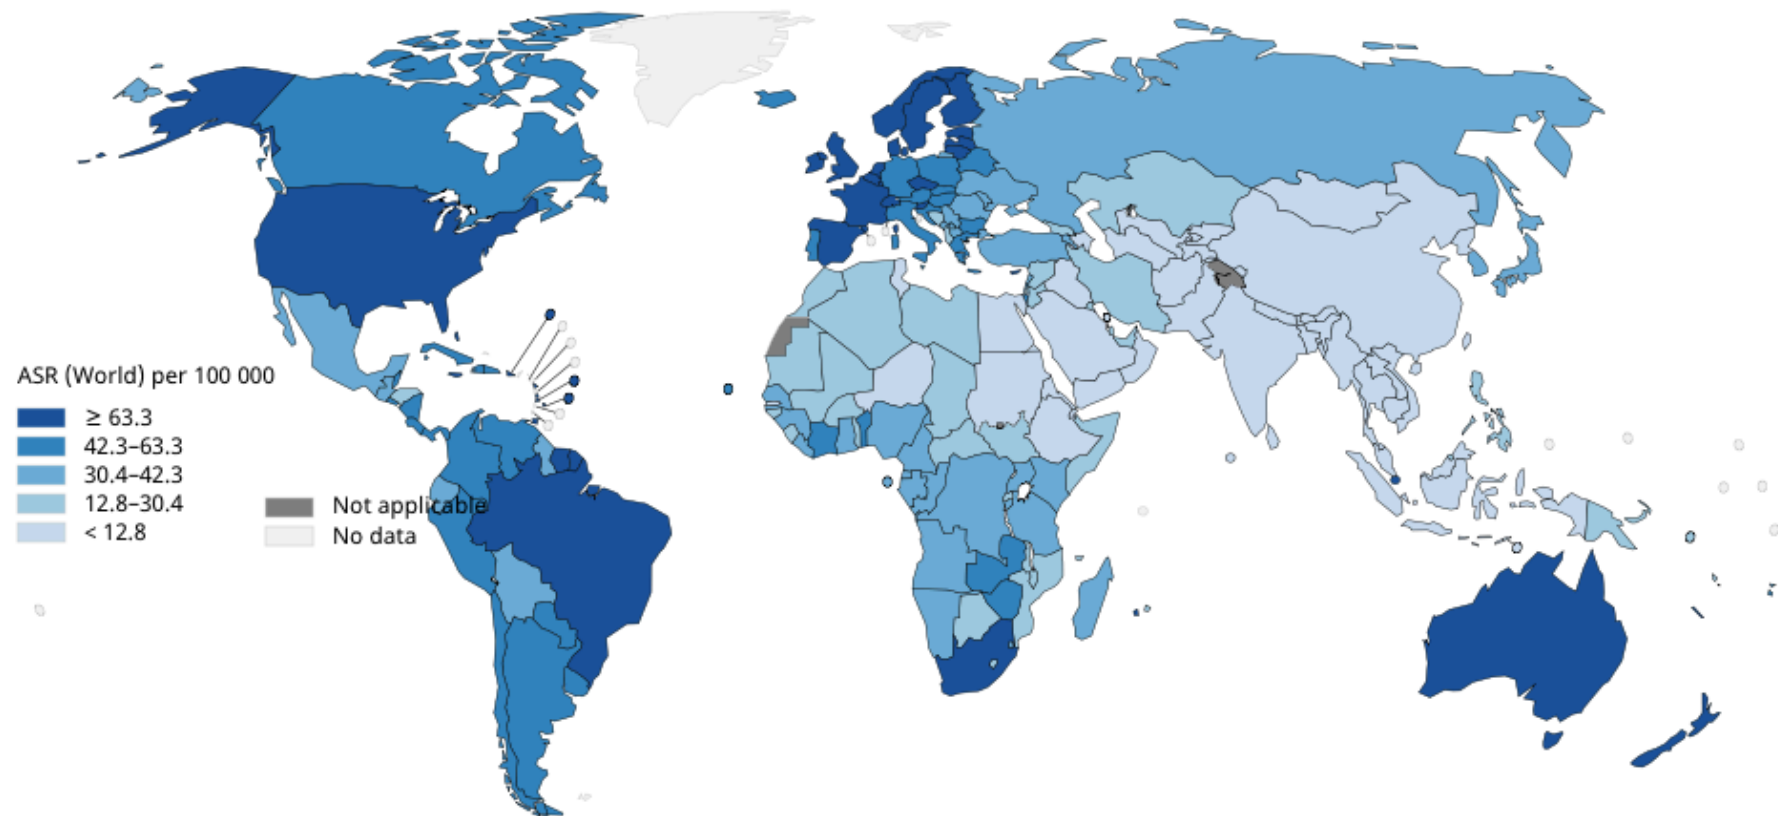 ASR (World) per 100 000
≥ 63.3
42.3–63.3
30.4–42.3
12.8–30.4
< 12.8
Not applicable
No data